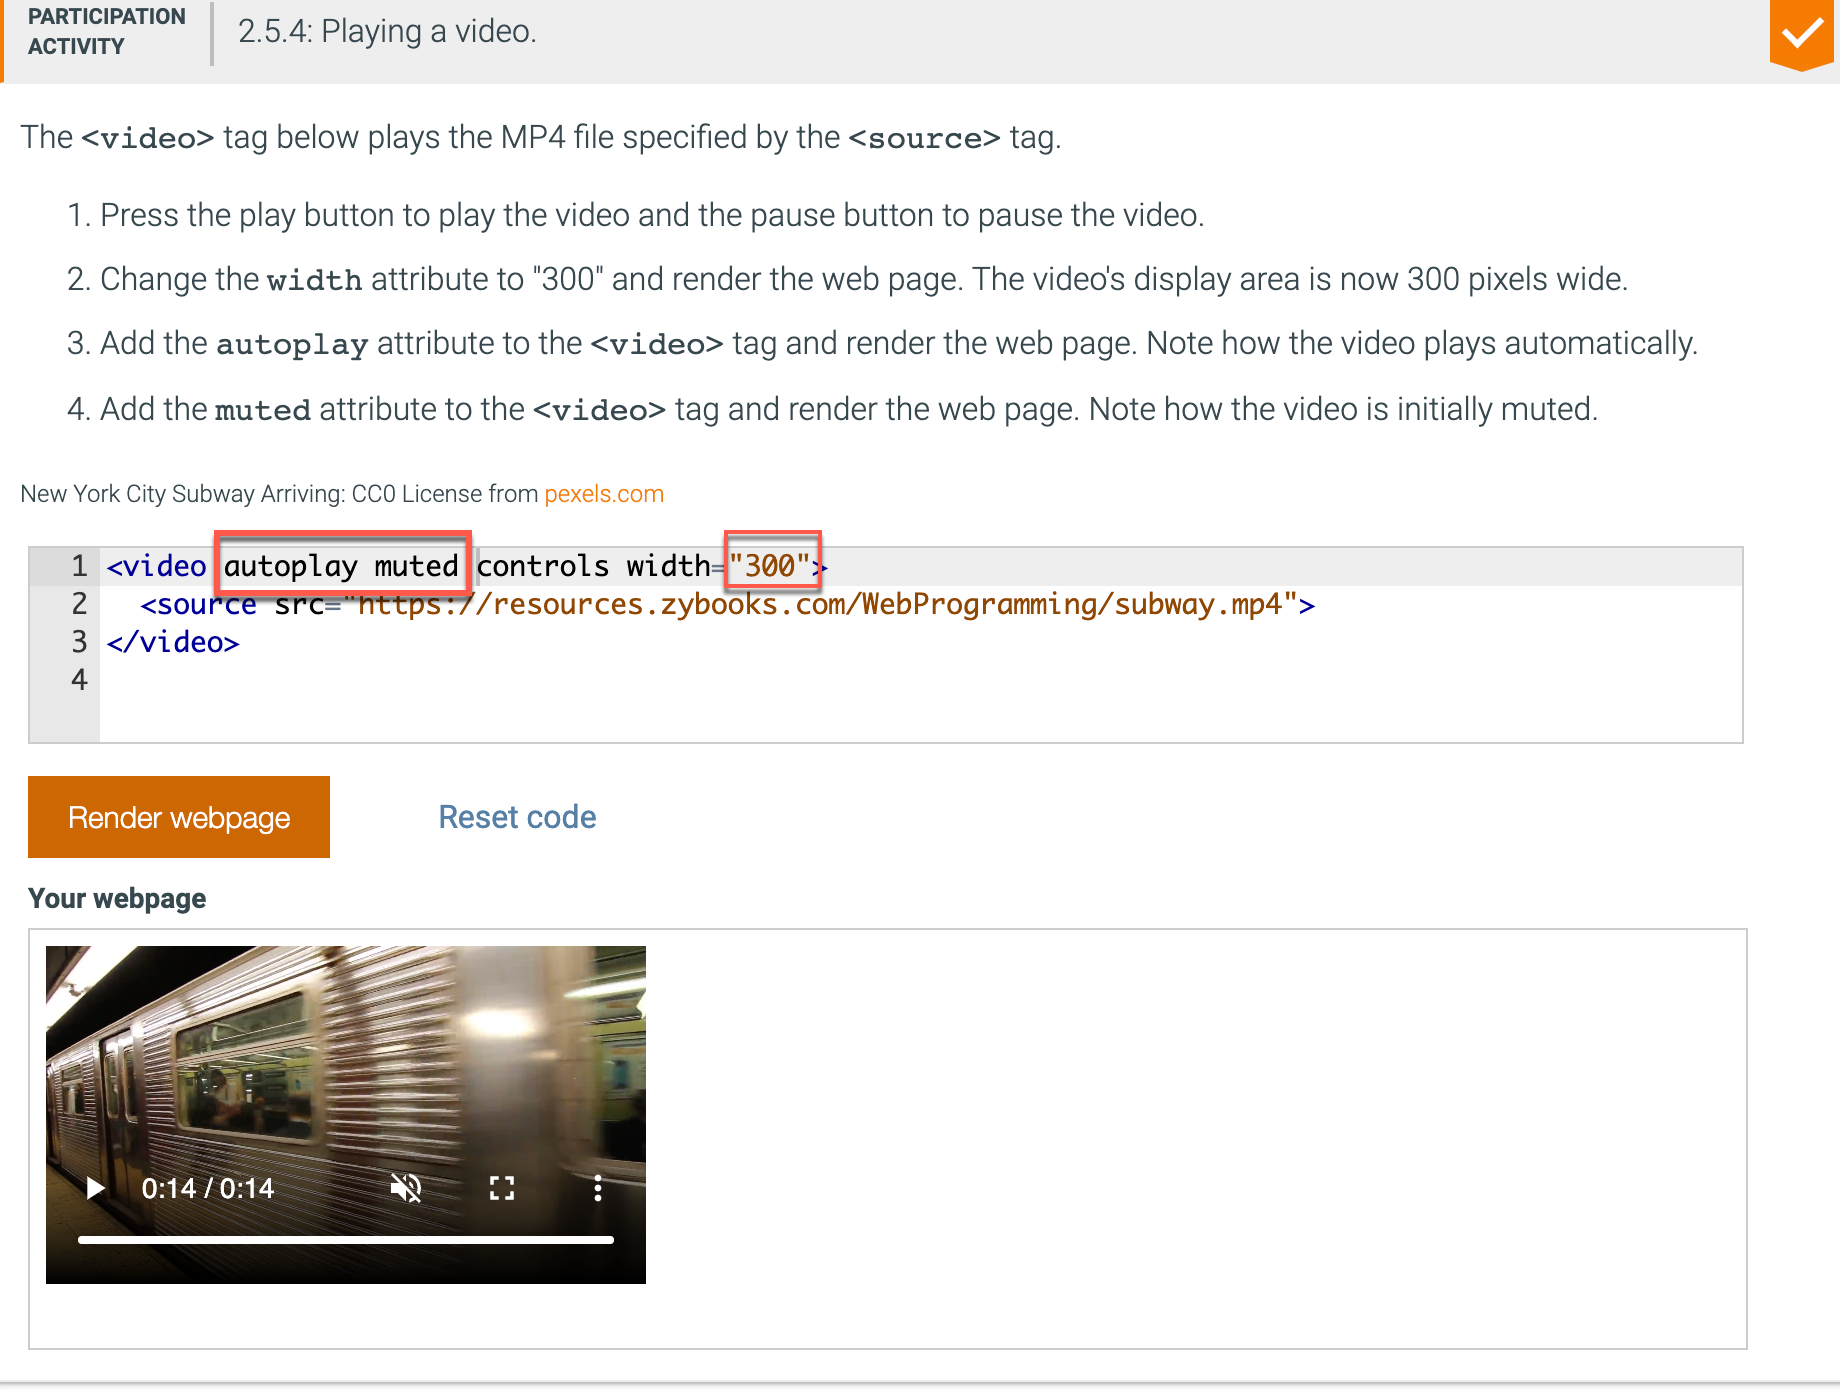 PARTICIPATION
ACTIVITY
2.5.4: Playing a video.
The <video> tag below plays the MP4 file specified by the <source> tag.
1. Press the play button to play the video and the pause button to pause the video.
2. Change the width attribute to "300" and render the web page. The video's display area is now 300 pixels wide.
3. Add the autoplay attribute to the <video> tag and render the web page. Note how the video plays automatically.
4. Add the muted attribute to the <video> tag and render the web page. Note how the video is initially muted.
New York City Subway Arriving: CC0 License from pexels.com
1 <video autoplay muted controls width="300">
2 <source src="https://resources.zybooks.com/WebProgramming/subway.mp4">
3 </video>
4
Render webpage
Reset code
Your webpage
0:14 / 0:14